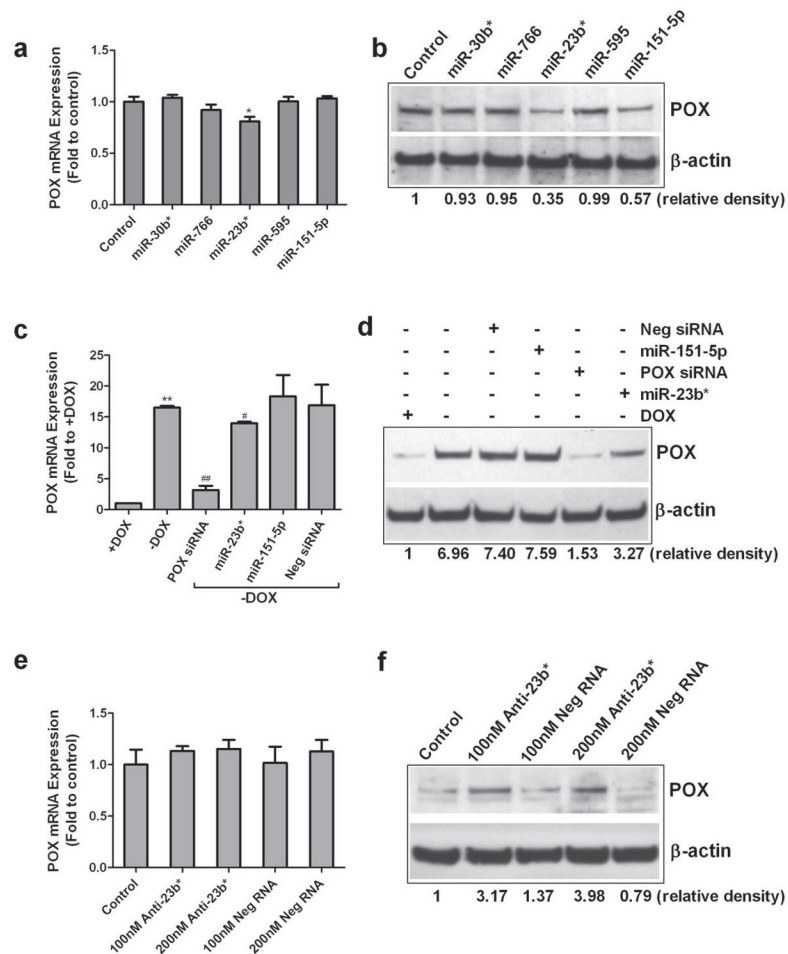 a
POX mRNA Expression
(Fold to control)
1.5
1.0
0.5
0.0
*
Control
miR-30b*
miR-766
miR-23b*
miR-595
miR-151-5p
b
Control
miR-30b*
miR-766
miR-23b*
miR-595
miR-151-5p
POX
β-actin
1 0.93 0.95 0.35 0.99 0.57 (relative density)
c
POX mRNA Expression
(Fold to +DOX)
25
20
15
10
5
0
**
##
#
+DOX
-DOX
POX siRNA
miR-23b*
miR-151-5p
Neg siRNA
-DOX
d
- - + - - - Neg siRNA
- - - + - - miR-151-5p
- - - - + - POX siRNA
- - - - - + miR-23b*
+ - - - - - DOX
POX
β-actin
1 6.96 7.40 7.59 1.53 3.27 (relative density)
e
POX mRNA Expression
(Fold to control)
1.5
1.0
0.5
0.0
Control
100nM Anti-23b*
200nM Anti-23b*
100nM Neg RNA
200nM Neg RNA
f
Control
100nM Anti-23b*
100nM Neg RNA
200nM Anti-23b*
200nM Neg RNA
POX
β-actin
1 3.17 1.37 3.98 0.79 (relative density)